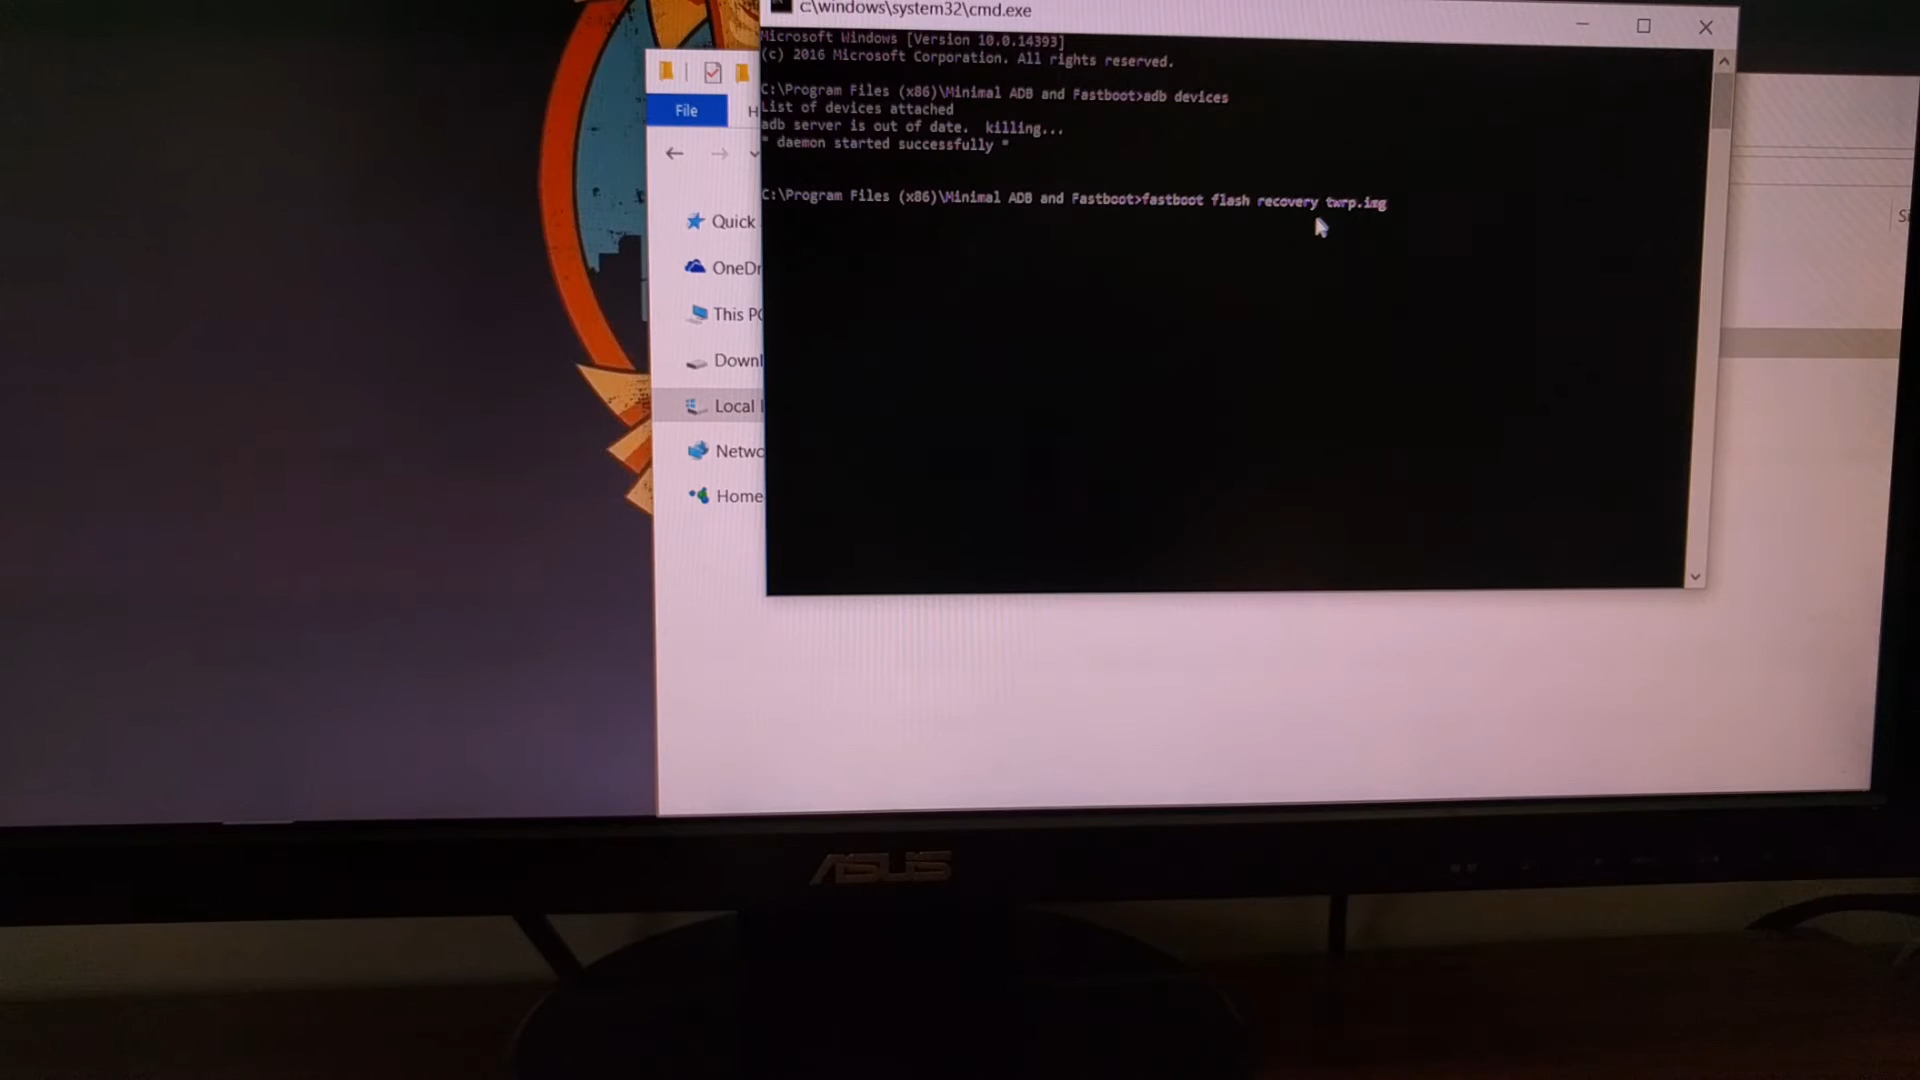 c:\windows\system32\cmd.exe
Microsoft Windows [Version 10.0.14393]
(c) 2016 Microsoft Corporation. All rights reserved.
C:\Program Files (x86)\Minimal ADB and Fastboot>adb devices
List of devices attached
adb server is out of date.  killing...
* daemon started successfully *
C:\Program Files (x86)\Minimal ADB and Fastboot>fastboot flash recovery twrp.img
File
H
Quick
OneDr
This PC
Downl
Local
Netwo
Home
Si
ASUS